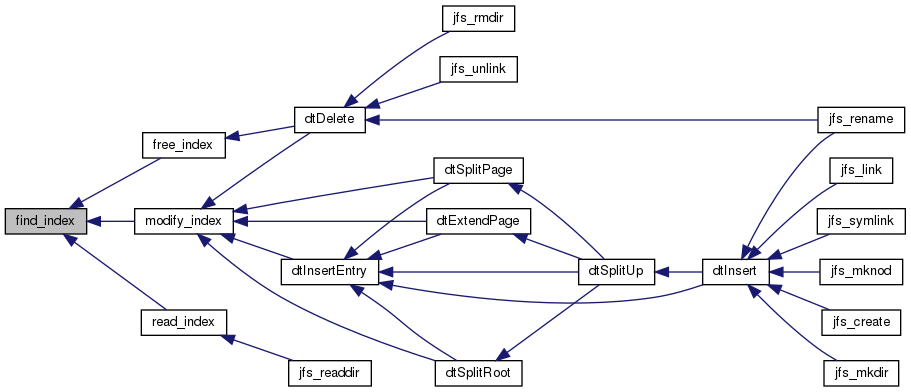 jfs_rmdir
jfs_unlink
dtDelete
jfs_rename
free_index
dtSplitPage
jfs_link
find_index
modify_index
dtExtendPage
jfs_symlink
dtInsertEntry
dtSplitUp
dtInsert
jfs_mknod
read_index
jfs_create
jfs_readdir
dtSplitRoot
jfs_mkdir